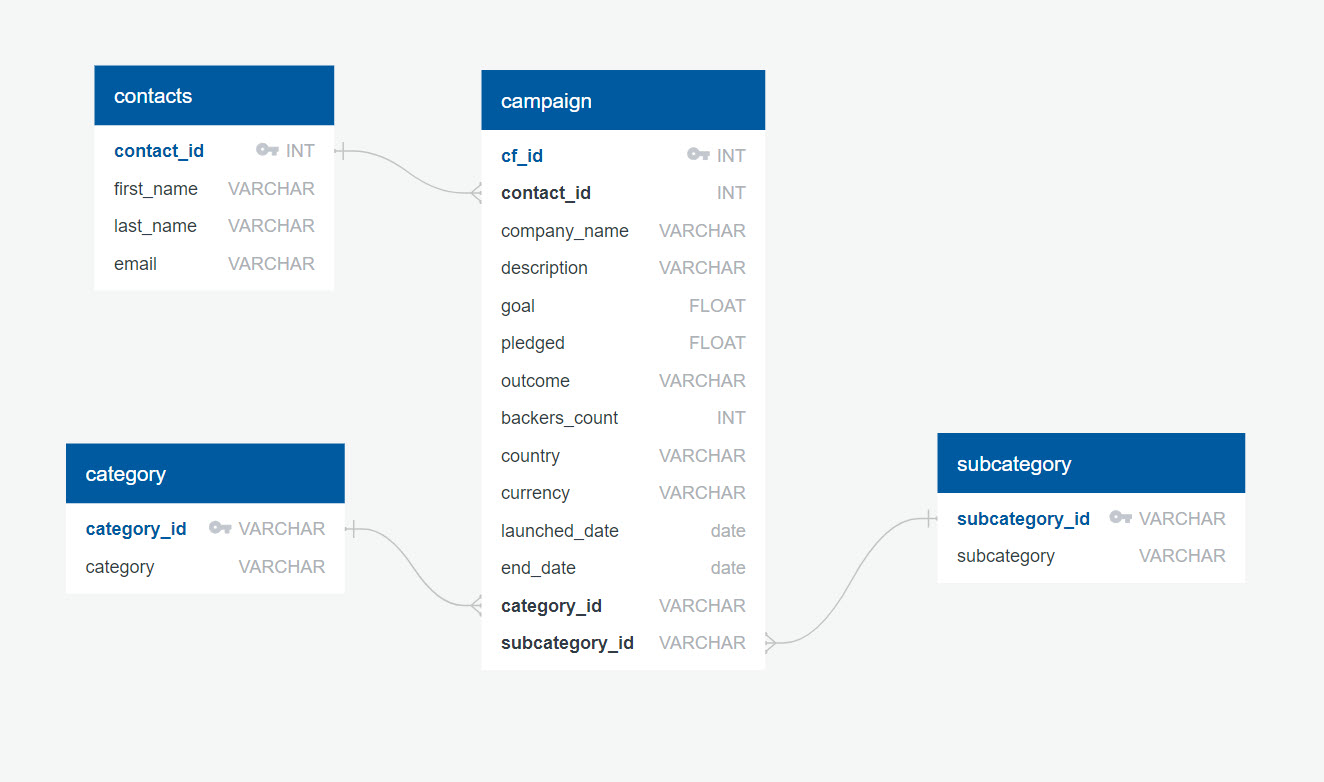 contacts
contact_id INT
first_name VARCHAR
last_name VARCHAR
email VARCHAR
campaign
cf_id INT
contact_id INT
company_name VARCHAR
description VARCHAR
goal FLOAT
pledged FLOAT
outcome VARCHAR
backers_count INT
country VARCHAR
currency VARCHAR
launched_date date
end_date date
category_id VARCHAR
subcategory_id VARCHAR
category
category_id VARCHAR
category VARCHAR
subcategory
subcategory_id VARCHAR
subcategory VARCHAR